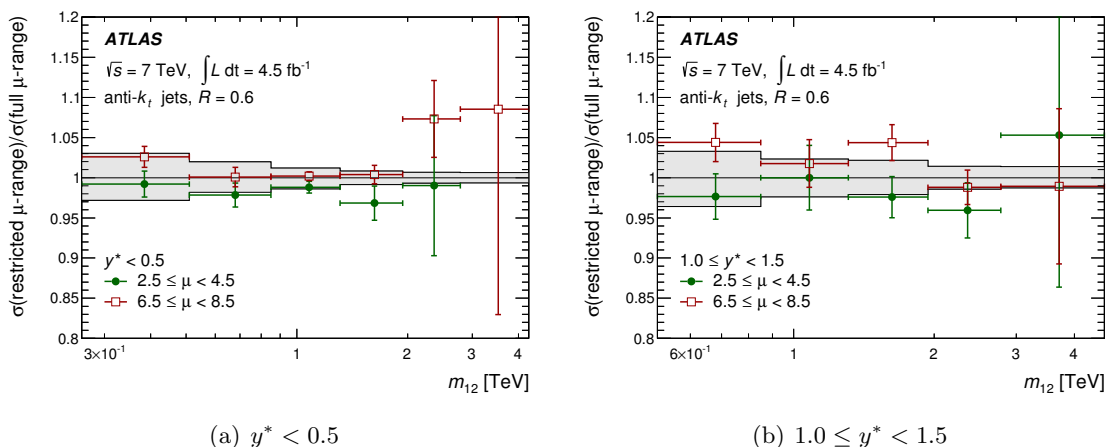 σ(restricted μ-range)/σ(full μ-range)
1.2
1.15
1.1
1.05
1
0.95
0.9
0.85
0.8
ATLAS
√s = 7 TeV, ∫L dt = 4.5 fb⁻¹
anti-kₜ jets, R = 0.6
y* < 0.5
2.5 ≤ μ < 4.5
6.5 ≤ μ < 8.5
3×10⁻¹ 1 2 3 4
m₁₂ [TeV]
(a) y* < 0.5
σ(restricted μ-range)/σ(full μ-range)
1.2
1.15
1.1
1.05
1
0.95
0.9
0.85
0.8
ATLAS
√s = 7 TeV, ∫L dt = 4.5 fb⁻¹
anti-kₜ jets, R = 0.6
1.0 ≤ y* < 1.5
2.5 ≤ μ < 4.5
6.5 ≤ μ < 8.5
6×10⁻¹ 1 2 3 4
m₁₂ [TeV]
(b) 1.0 ≤ y* < 1.5